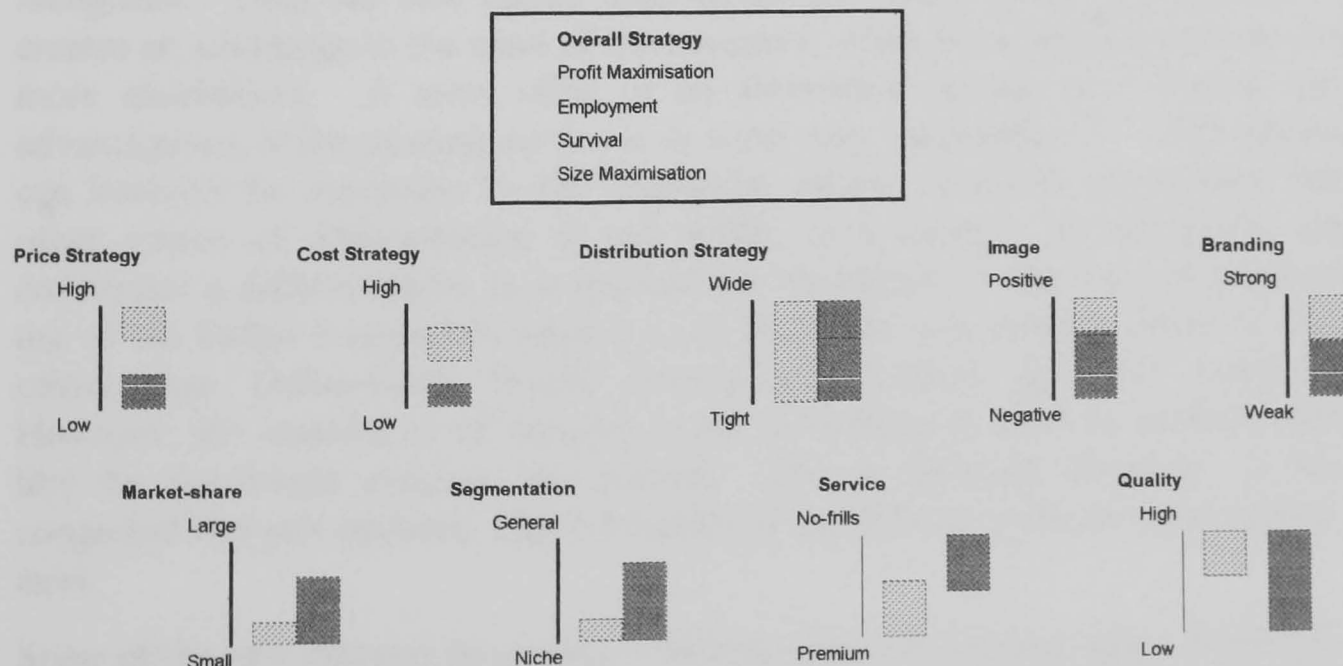 Overall Strategy
Profit Maximisation
Employment
Survival
Size Maximisation
Price Strategy
High
Low
Cost Strategy
High
Low
Distribution Strategy
Wide
Tight
Image
Positive
Negative
Branding
Strong
Weak
Market-share
Large
Small
Segmentation
General
Niche
Service
No-frills
Premium
Quality
High
Low